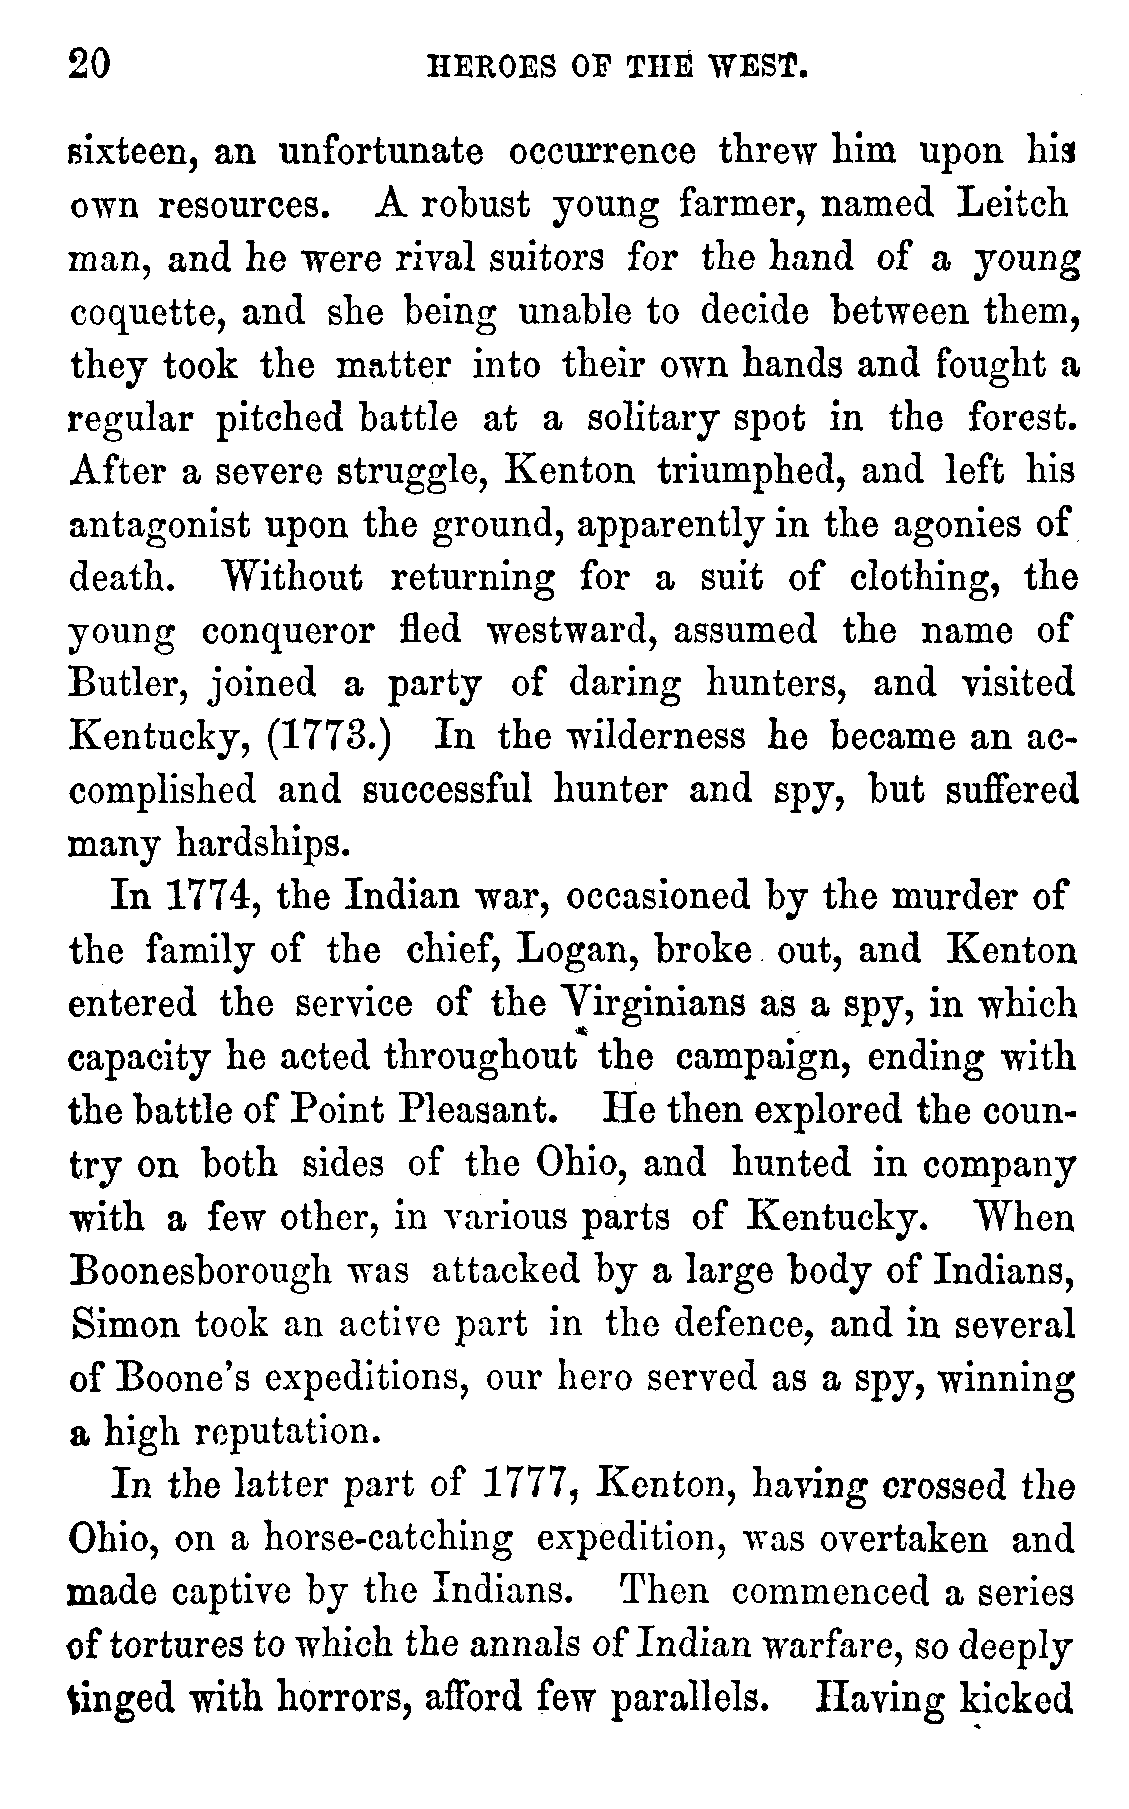 20 HEROES OF THE WEST.
sixteen, an unfortunate occurrence threw him upon his
own resources. A robust young farmer, named Leitch
man, and he were rival suitors for the hand of a young
coquette, and she being unable to decide between them,
they took the matter into their own hands and fought a
regular pitched battle at a solitary spot in the forest.
After a severe struggle, Kenton triumphed, and left his
antagonist upon the ground, apparently in the agonies of
death. Without returning for a suit of clothing, the
young conqueror fled westward, assumed the name of
Butler, joined a party of daring hunters, and visited
Kentucky, (1773.) In the wilderness he became an ac-
complished and successful hunter and spy, but suffered
many hardships.
In 1774, the Indian war, occasioned by the murder of
the family of the chief, Logan, broke out, and Kenton
entered the service of the Virginians as a spy, in which
capacity he acted throughout the campaign, ending with
the battle of Point Pleasant. He then explored the coun-
try on both sides of the Ohio, and hunted in company
with a few other, in various parts of Kentucky. When
Boonesborough was attacked by a large body of Indians,
Simon took an active part in the defence, and in several
of Boone's expeditions, our hero served as a spy, winning
a high reputation.
In the latter part of 1777, Kenton, having crossed the
Ohio, on a horse-catching expedition, was overtaken and
made captive by the Indians. Then commenced a series
of tortures to which the annals of Indian warfare, so deeply
tinged with horrors, afford few parallels. Having kicked